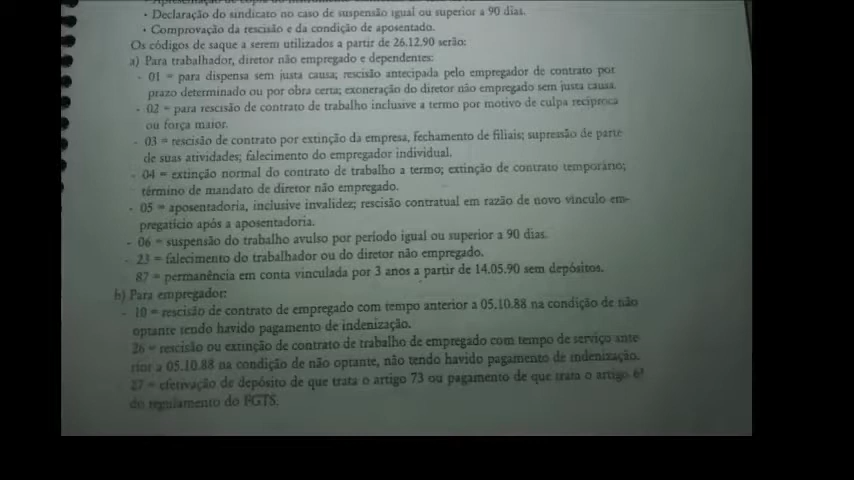 • Declaração do sindicato no caso de suspensão igual ou superior a 90 dias.
• Comprovação da rescisão e da condição de aposentado.
Os códigos de saque a serem utilizados a partir de 26.12.90 serão:
a) Para trabalhador, diretor não empregado e dependentes:
- 01 = para dispensa sem justa causa; rescisão antecipada pelo empregador de contrato por
prazo determinado ou por obra certa; exoneração do diretor não empregado sem justa causa.
- 02 = para rescisão de contrato de trabalho inclusive a termo por motivo de culpa recíproca
ou força maior.
- 03 = rescisão de contrato por extinção da empresa, fechamento de filiais; supressão de parte
de suas atividades; falecimento do empregador individual.
- 04 = extinção normal do contrato de trabalho a termo; extinção de contrato temporário;
término de mandato de diretor não empregado.
- 05 = aposentadoria, inclusive invalidez; rescisão contratual em razão de novo vínculo em-
pregatício após a aposentadoria.
- 06 = suspensão do trabalho avulso por período igual ou superior a 90 dias.
- 23 = falecimento do trabalhador ou do diretor não empregado.
87 = permanência em conta vinculada por 3 anos a partir de 14.05.90 sem depósitos.
b) Para empregador:
- 10 = rescisão de contrato de empregado com tempo anterior a 05.10.88 na condição de não
optante tendo havido pagamento de indenização.
26 = rescisão ou extinção de contrato de trabalho de empregado com tempo de serviço ante-
rior a 05.10.88 na condição de não optante, não tendo havido pagamento de indenização.
27 = efetivação de depósito de que trata o artigo 73 ou pagamento de que trata o artigo 6º
do regulamento do FGTS.